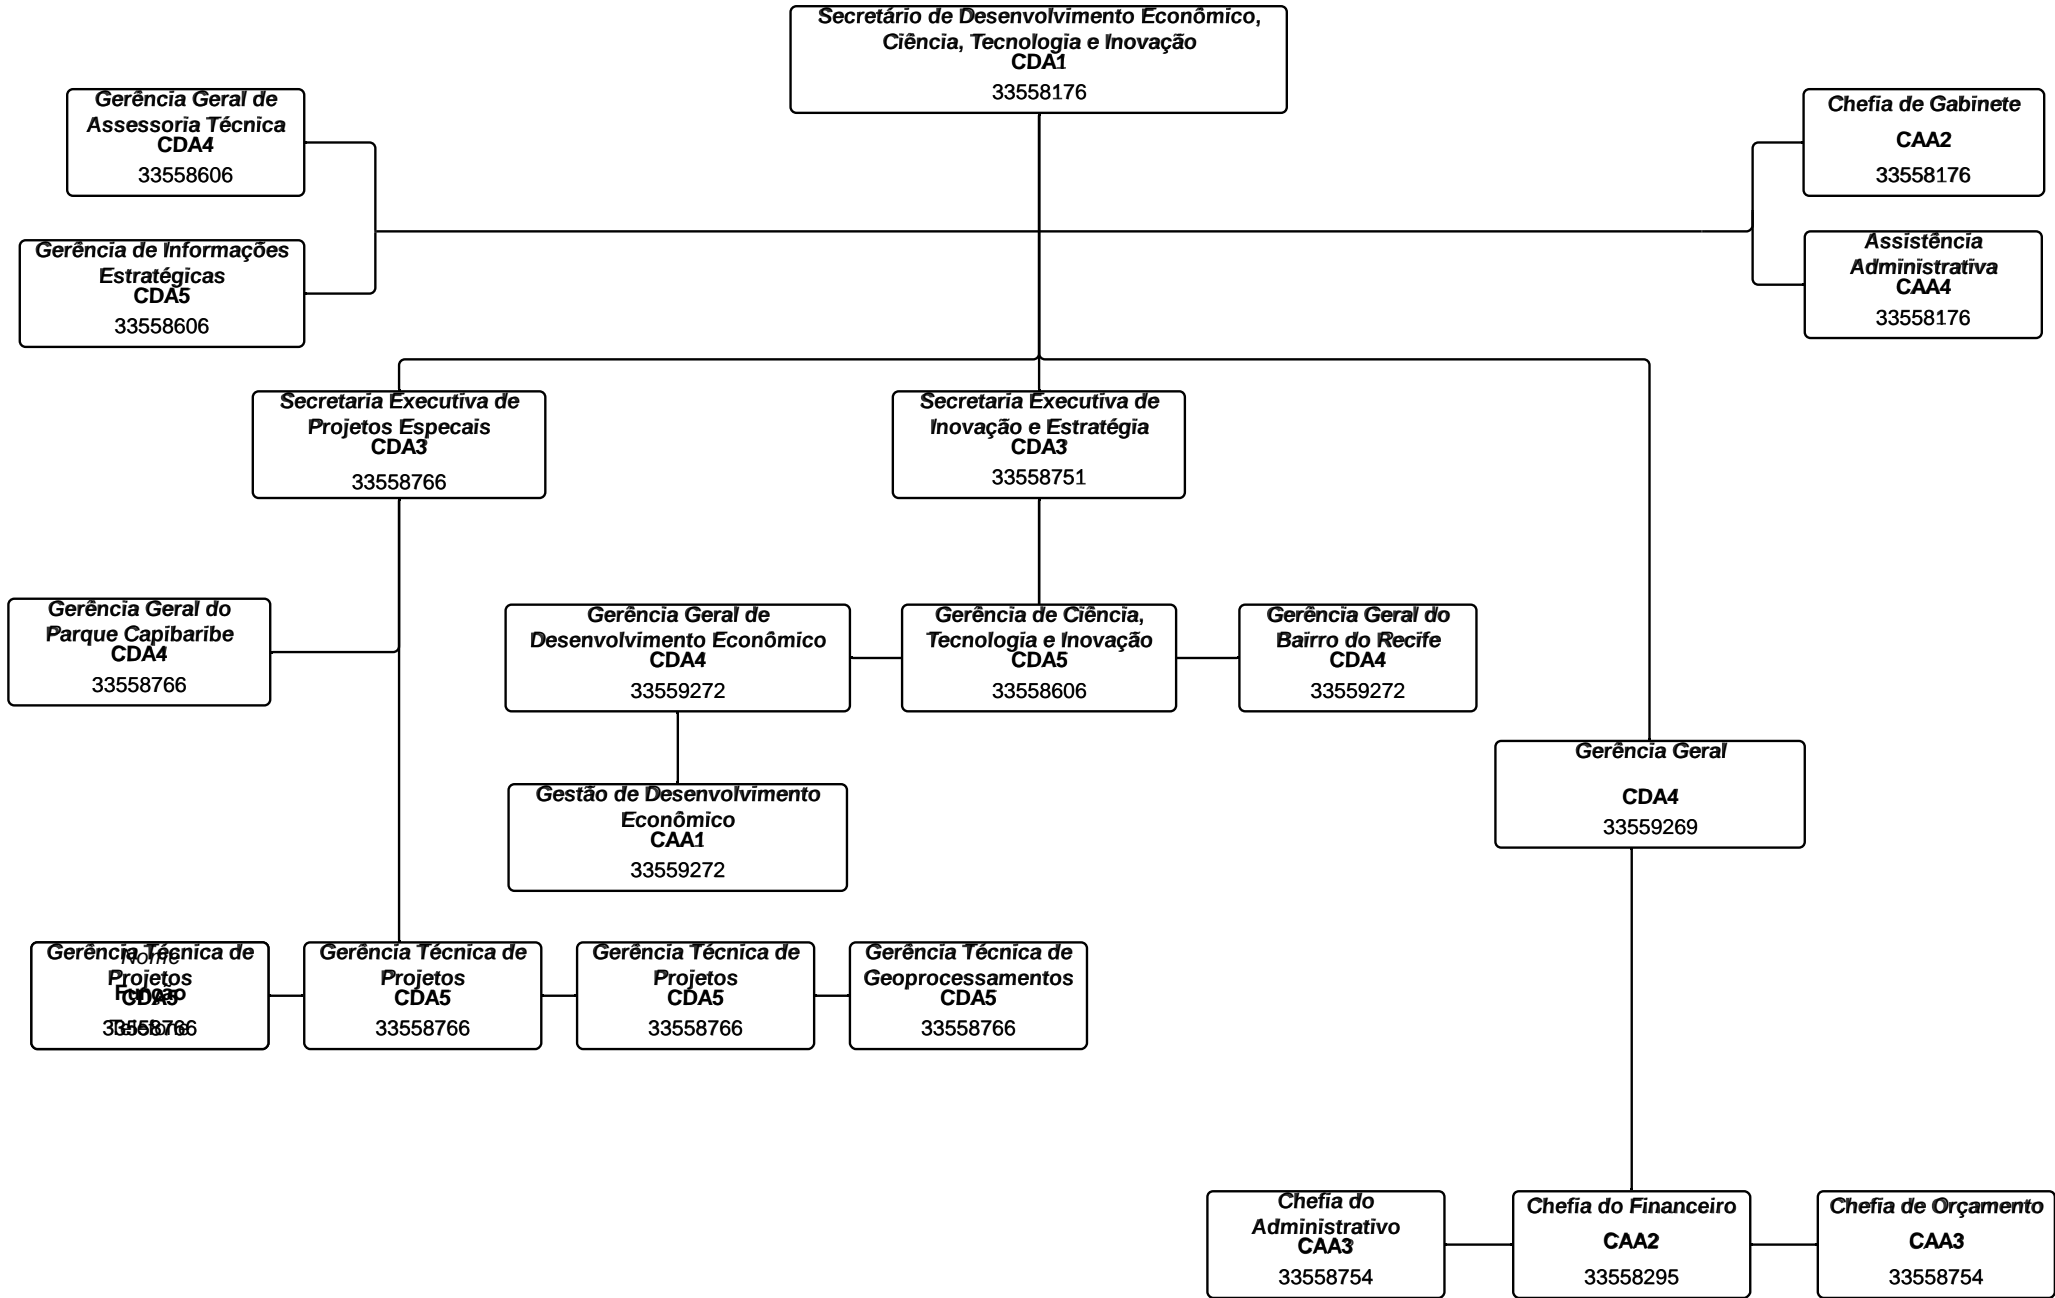 Secretário de Desenvolvimento Econômico,
Ciência, Tecnologia e Inovação
CDA1
33558176
Gerência Geral de
Assessoria Técnica
CDA4
33558606
Chefia de Gabinete
CAA2
33558176
Gerência de Informações
Estratégicas
CDA5
33558606
Assistência
Administrativa
CAA4
33558176
Secretaria Executiva de
Projetos Especais
CDA3
33558766
Secretaria Executiva de
Inovação e Estratégia
CDA3
33558751
Gerência Geral do
Parque Capibaribe
CDA4
33558766
Gerência Geral de
Desenvolvimento Econômico
CDA4
33559272
Gerência de Ciência,
Tecnologia e Inovação
CDA5
33558606
Gerência Geral do
Bairro do Recife
CDA4
33559272
Gerência Geral
CDA4
33559269
Gestão de Desenvolvimento
Econômico
CAA1
33559272
Gerência Técnica de
Projetos
CDA5
33558766
Nome
Função
Telefone
Gerência Técnica de
Projetos
CDA5
33558766
Gerência Técnica de
Projetos
CDA5
33558766
Gerência Técnica de
Geoprocessamentos
CDA5
33558766
Chefia do
Administrativo
CAA3
33558754
Chefia do Financeiro
CAA2
33558295
Chefia de Orçamento
CAA3
33558754